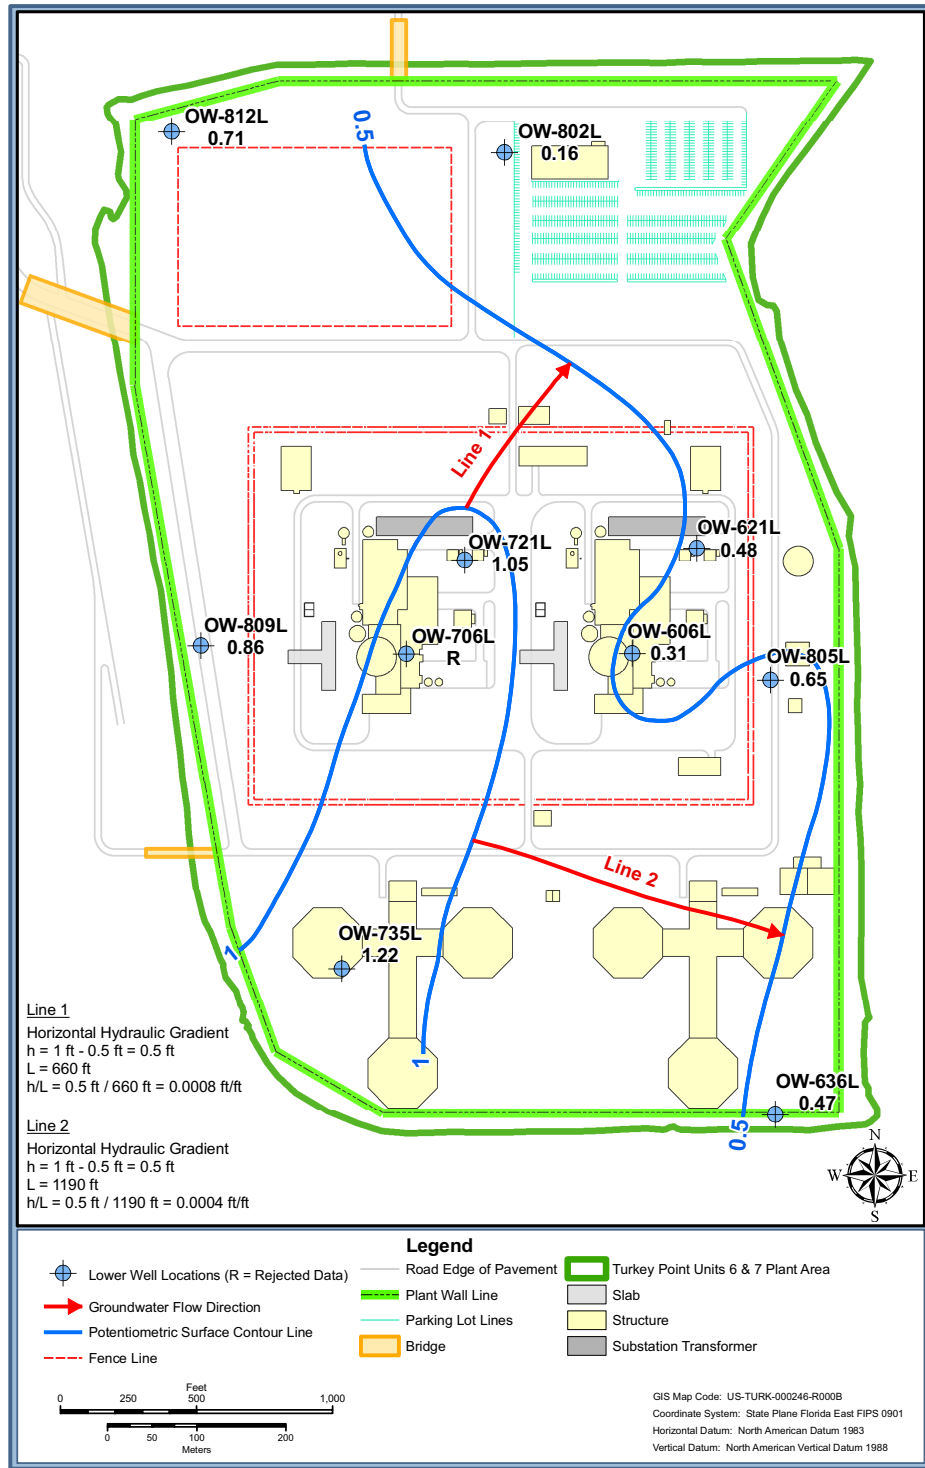 0.5
OW-812L
0.71
OW-802L
0.16
Line 1
OW-721L
1.05
OW-621L
0.48
OW-809L
0.86
OW-706L
R
OW-606L
0.31
OW-805L
0.65
Line 2
OW-735L
1.22
1
1
OW-636L
0.47
0.5
N
W
E
S
Line 1
Horizontal Hydraulic Gradient
h = 1 ft - 0.5 ft = 0.5 ft
L = 660 ft
h/L = 0.5 ft / 660 ft = 0.0008 ft/ft
Line 2
Horizontal Hydraulic Gradient
h = 1 ft - 0.5 ft = 0.5 ft
L = 1190 ft
h/L = 0.5 ft / 1190 ft = 0.0004 ft/ft
Legend
Lower Well Locations (R = Rejected Data)
Groundwater Flow Direction
Potentiometric Surface Contour Line
Fence Line
Road Edge of Pavement
Plant Wall Line
Parking Lot Lines
Bridge
Turkey Point Units 6 & 7 Plant Area
Slab
Structure
Substation Transformer
Feet
0 250 500 1,000
0 50 100 200
Meters
GIS Map Code: US-TURK-000246-R000B
Coordinate System: State Plane Florida East FIPS 0901
Horizontal Datum: North American Datum 1983
Vertical Datum: North American Vertical Datum 1988